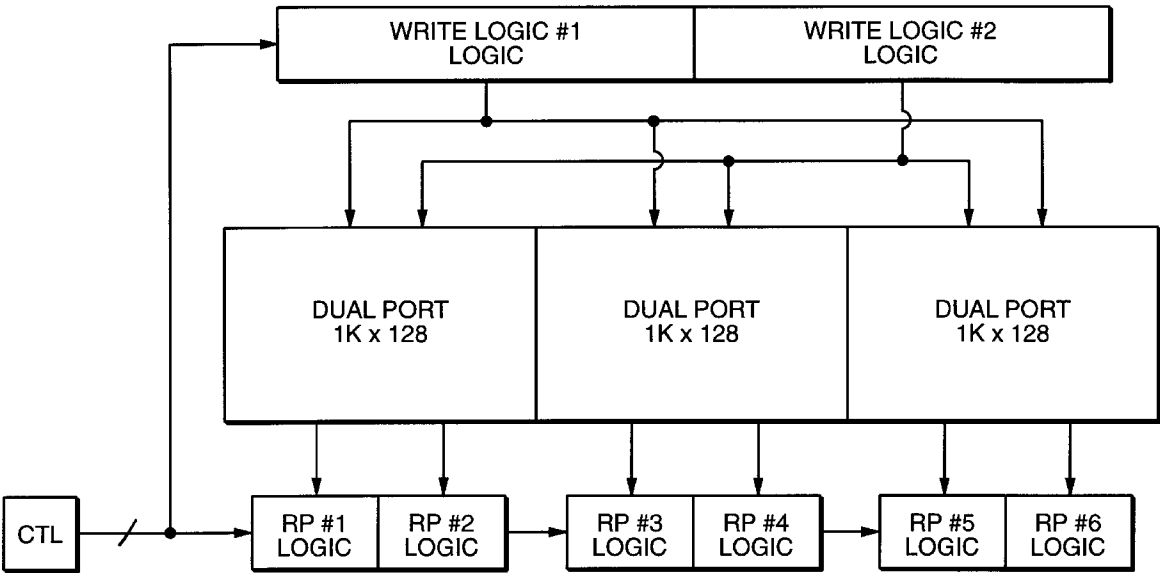 WRITE LOGIC #1
LOGIC
WRITE LOGIC #2
LOGIC
DUAL PORT
1K x 128
DUAL PORT
1K x 128
DUAL PORT
1K x 128
CTL
RP #1
LOGIC
RP #2
LOGIC
RP #3
LOGIC
RP #4
LOGIC
RP #5
LOGIC
RP #6
LOGIC